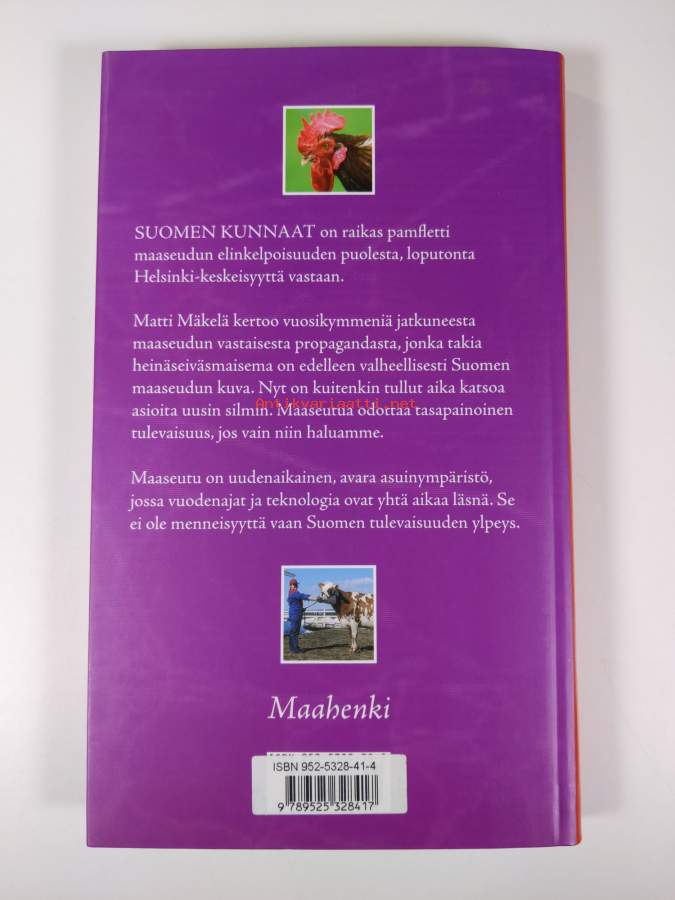 SUOMEN KUNNAAT on raikas pamfletti
maaseudun elinkelpoisuuden puolesta, loputonta
Helsinki-keskeisyyttä vastaan.
Matti Mäkelä kertoo vuosikymmeniä jatkuneesta
maaseudun vastaisesta propagandasta, jonka takia
heinäseiväsmaisema on edelleen valheellisesti Suomen
maaseudun kuva. Nyt on kuitenkin tullut aika katsoa
Antikvariaatti.net
asioita uusin silmin. Maaseutua odottaa tasapainoinen
tulevaisuus, jos vain niin haluamme.
Maaseutu on uudenaikainen, avara asuinympäristö,
jossa vuodenajat ja teknologia ovat yhtä aikaa läsnä. Se
ei ole menneisyyttä vaan Suomen tulevaisuuden ylpeys.
Maahenki
ISBN 952-5328-41-4
9 789525 328417